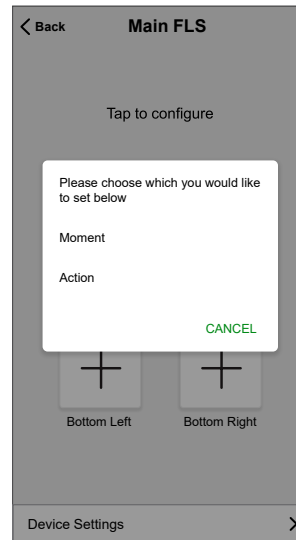 Back
Main FLS
Tap to configure
Please choose which you would like
to set below
Moment
Action
CANCEL
Bottom Left
Bottom Right
Device Settings